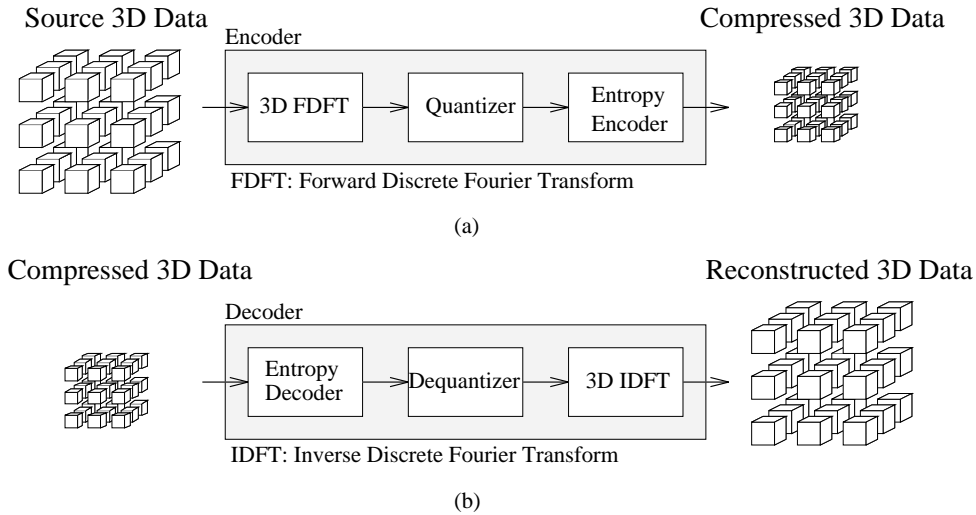 Source 3D Data
Compressed 3D Data
Encoder
3D FDFT
Quantizer
Entropy
Encoder
FDFT: Forward Discrete Fourier Transform
(a)
Compressed 3D Data
Reconstructed 3D Data
Decoder
Entropy
Decoder
Dequantizer
3D IDFT
IDFT: Inverse Discrete Fourier Transform
(b)